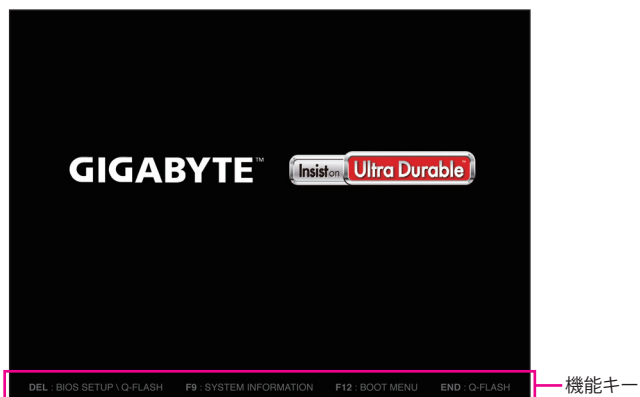 GIGABYTE™ Insist on Ultra Durable™
DEL : BIOS SETUP \ Q-FLASH F9 : SYSTEM INFORMATION F12 : BOOT MENU END : Q-FLASH
機能キー